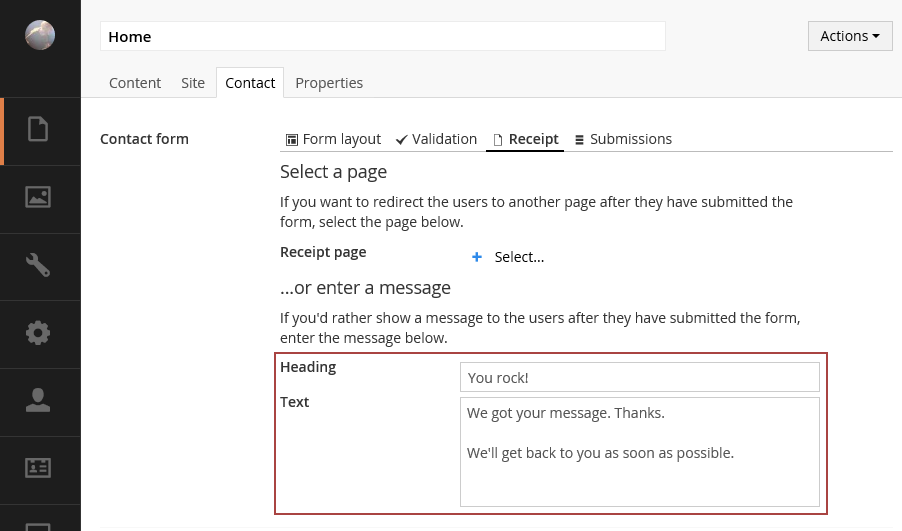 Home
Actions
Content Site Contact Properties
Contact form
Form layout Validation Receipt Submissions
Select a page
If you want to redirect the users to another page after they have submitted the
form, select the page below.
Receipt page
+ Select...
...or enter a message
If you'd rather show a message to the users after they have submitted the form,
enter the message below.
Heading
You rock!
Text
We got your message. Thanks.
We'll get back to you as soon as possible.